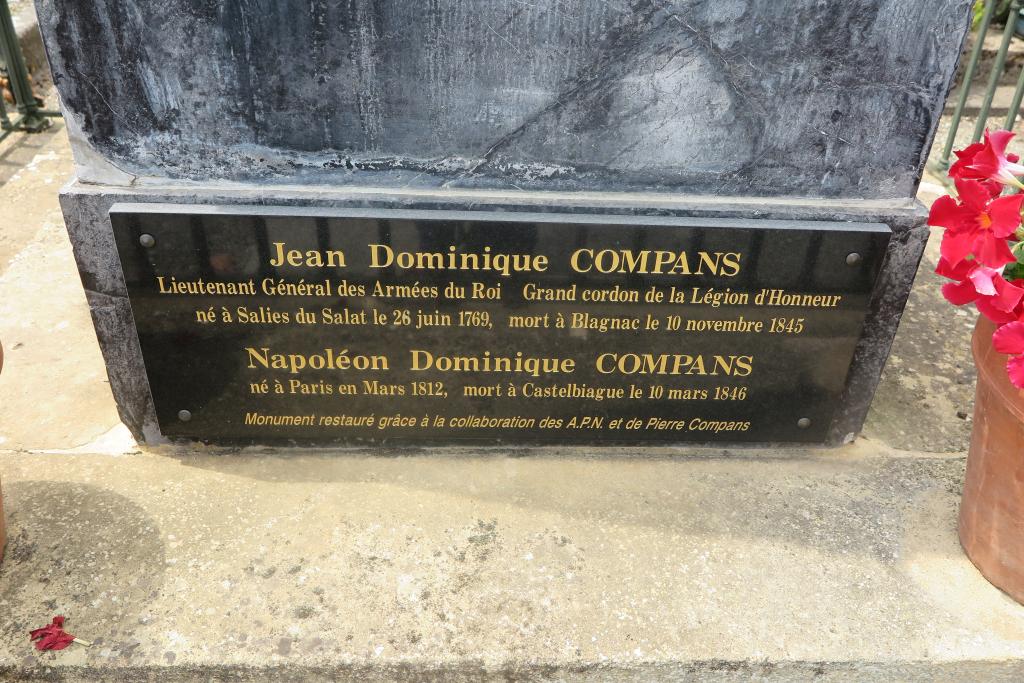 Jean Dominique COMPANS
Lieutenant Général des Armées du Roi Grand cordon de la Légion d'Honneur
né à Salies du Salat le 26 juin 1769, mort à Blagnac le 10 novembre 1845
Napoléon Dominique COMPANS
né à Paris en Mars 1812, mort à Castelbiague le 10 mars 1846
Monument restauré grâce à la collaboration des A.P.N. et de Pierre Compans